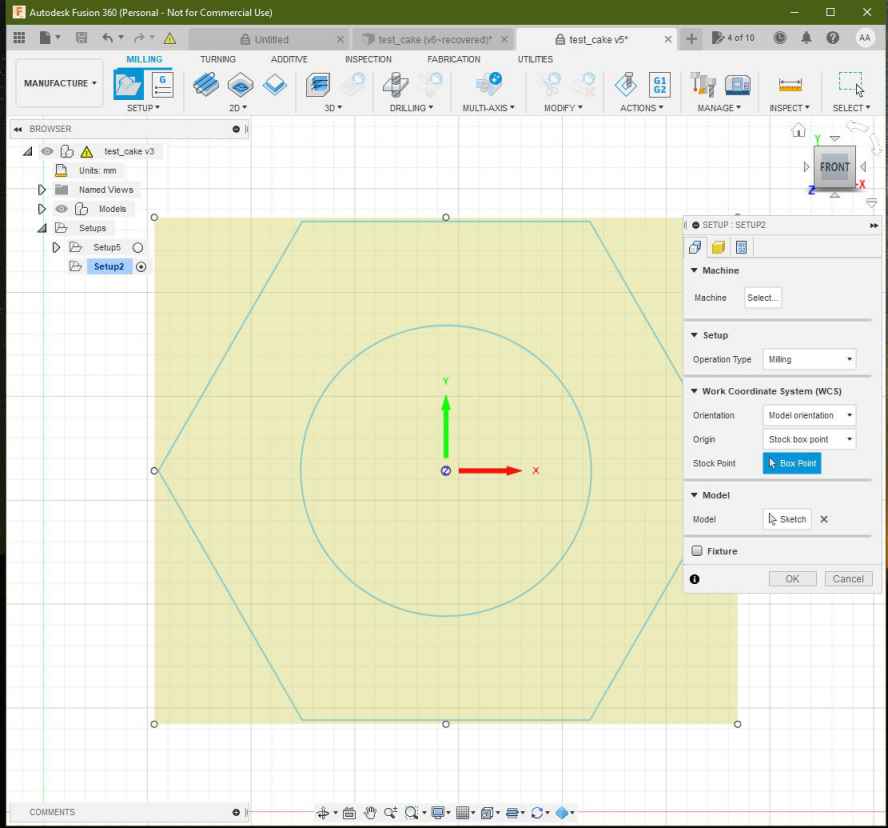 Autodesk Fusion 360 (Personal - Not for Commercial Use)
Untitled
test_cake (v6~recovered)*
test_cake v5*
4 of 10
AA
MILLING TURNING ADDITIVE INSPECTION FABRICATION UTILITIES
MANUFACTURE
G
G1
G2
SETUP 2D 3D DRILLING MULTI-AXIS MODIFY ACTIONS MANAGE INSPECT SELECT
BROWSER
test_cake v3
Units: mm
Named Views
Models
Setups
Setup5
Setup2
Y
FRONT
Z
X
SETUP : SETUP2
Machine
Machine Select...
Setup
Operation Type Milling
Work Coordinate System (WCS)
Orientation Model orientation
Origin Stock box point
Stock Point Box Point
Model
Model Sketch
Fixture
OK Cancel
Y
Z
X
COMMENTS